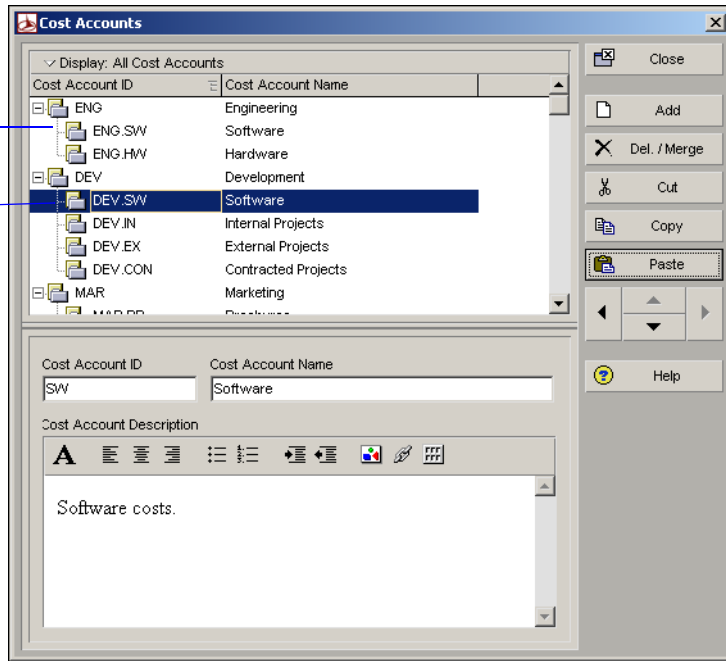 Cost Accounts
Display: All Cost Accounts
Cost Account ID Cost Account Name
ENG Engineering
ENG.SW Software
ENG.HW Hardware
DEV Development
DEV.SW Software
DEV.IN Internal Projects
DEV.EX External Projects
DEV.CON Contracted Projects
MAR Marketing
Close
Add
Del. / Merge
Cut
Copy
Paste
Help
Cost Account ID Cost Account Name
SW Software
Cost Account Description
A
Software costs.